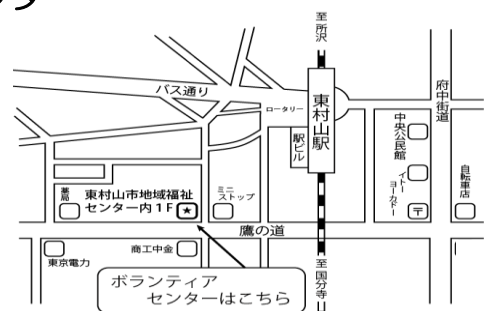 至所沢
バス通り
ロータリー
東村山駅
駅ビル
府中街道
中央公民館
イトーヨーカドー
〒
自転車店
薬局
東村山市地域福祉
センター内1F
★
ミニ
ストップ
鷹の道
東京電力
商工中金
至国分寺
ボランティア
センターはこちら